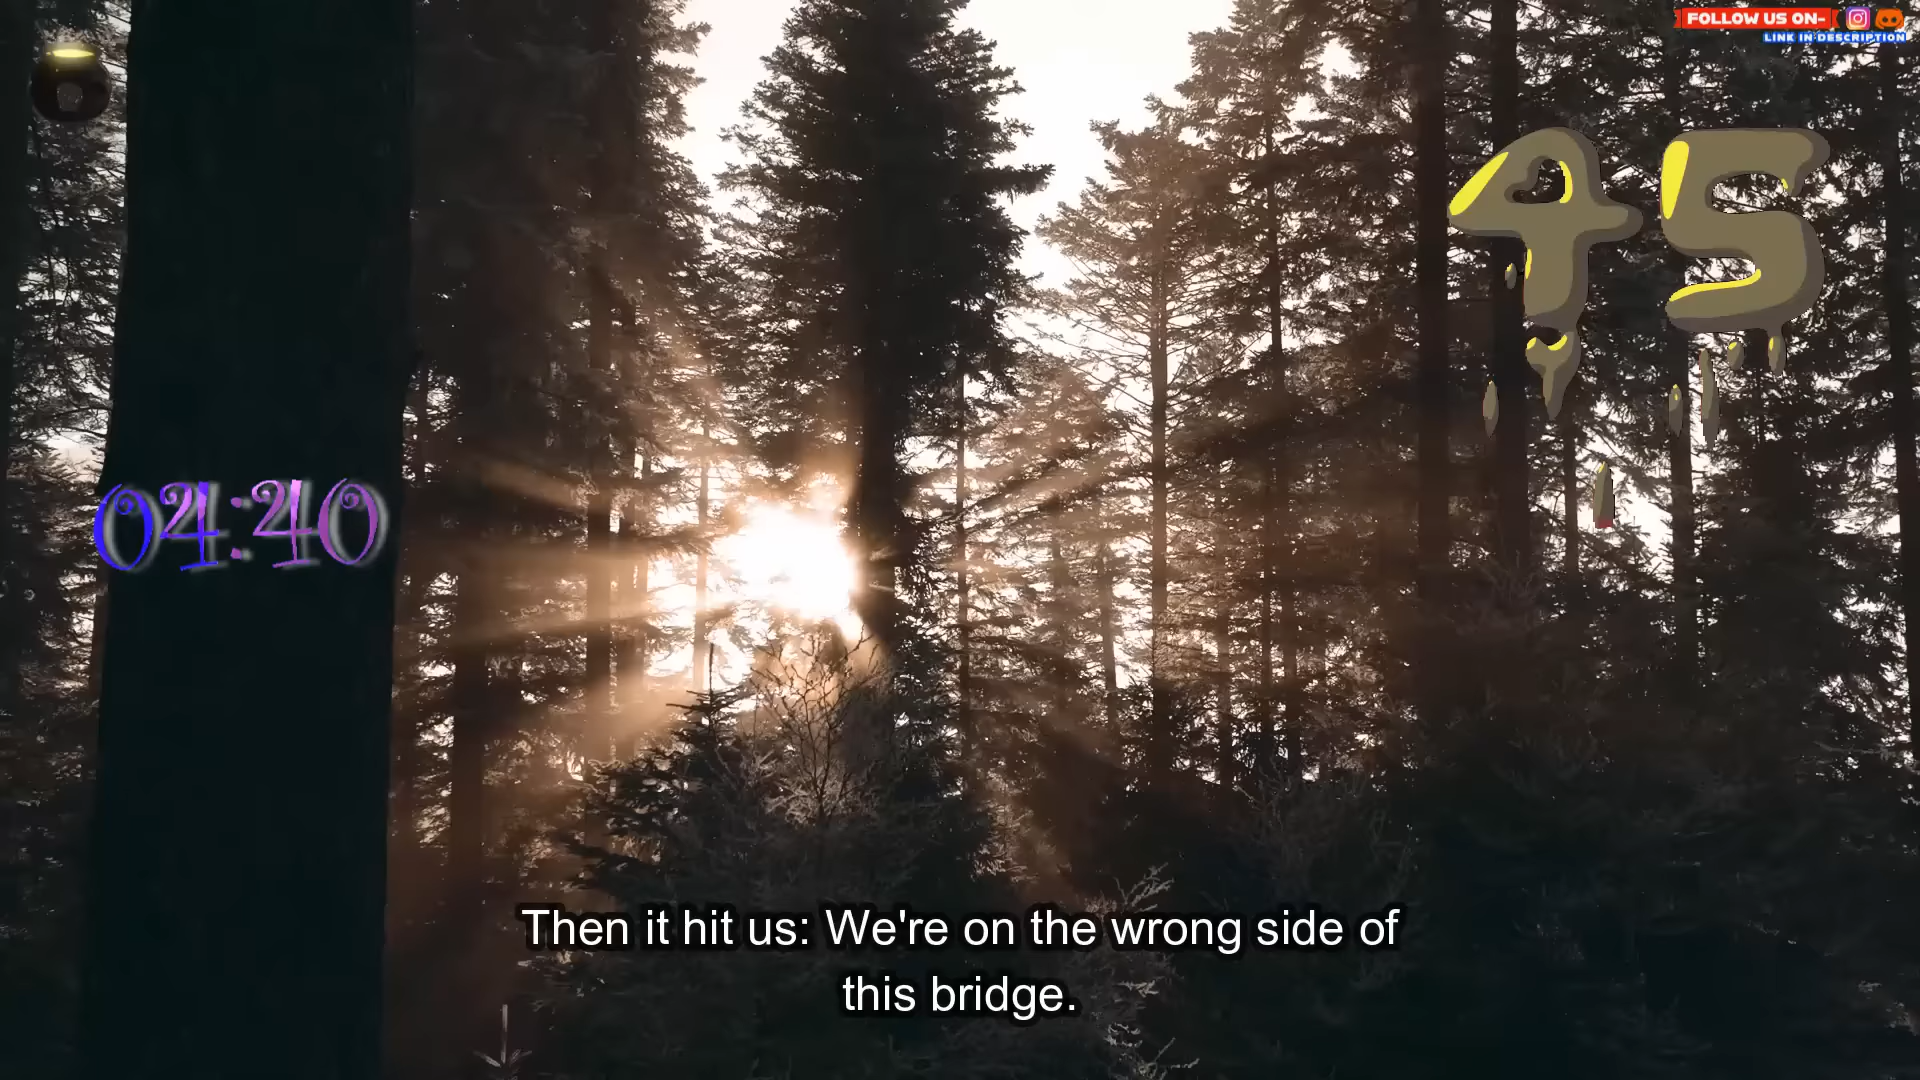 FOLLOW US ON-
LINK IN DESCRIPTION
45
04:40
Then it hit us: We're on the wrong side of
this bridge.